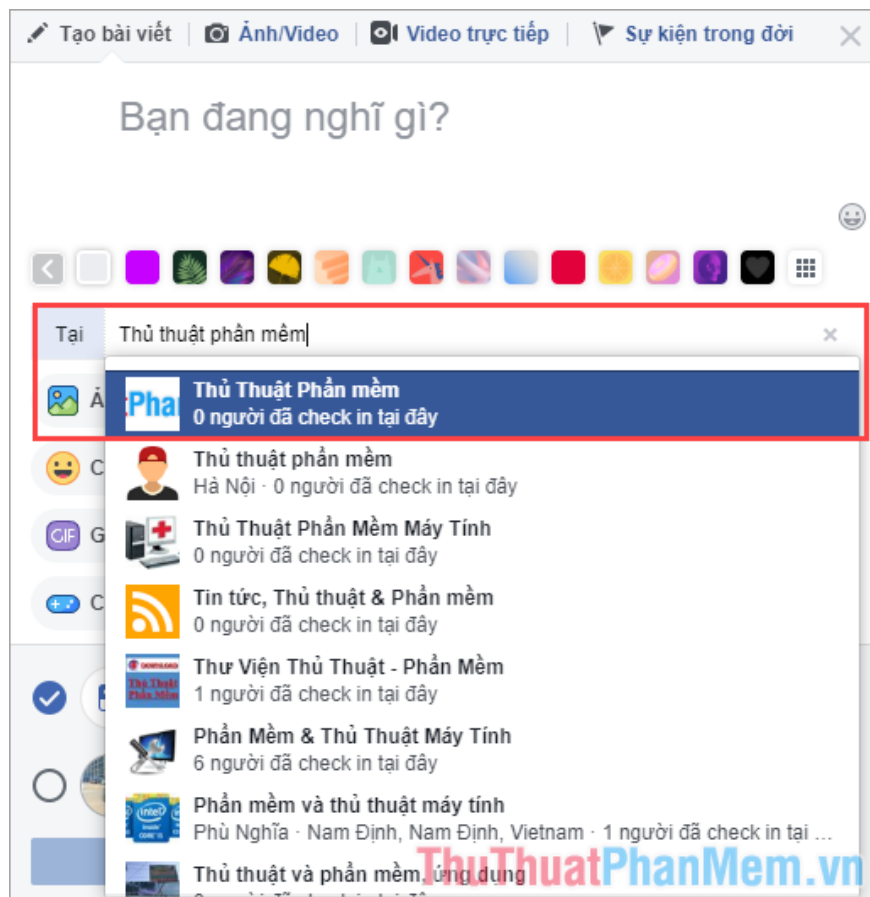 Tạo bài viết
Ảnh/Video
Video trực tiếp
Sự kiện trong đời
Bạn đang nghĩ gì?
Tại
Thủ thuật phần mềm
Thủ Thuật Phần mềm
0 người đã check in tại đây
Thủ thuật phần mềm
Hà Nội · 0 người đã check in tại đây
GIF
Thủ Thuật Phần Mềm Máy Tính
0 người đã check in tại đây
Tin tức, Thủ thuật & Phần mềm
0 người đã check in tại đây
Thư Viện Thủ Thuật - Phần Mềm
1 người đã check in tại đây
Phần Mềm & Thủ Thuật Máy Tính
6 người đã check in tại đây
Phần mềm và thủ thuật máy tính
Phù Nghĩa · Nam Định, Nam Định, Vietnam · 1 người đã check in tại ...
Thủ thuật và phần mềm, ứng dụng
ThuThuatPhanMem.vn